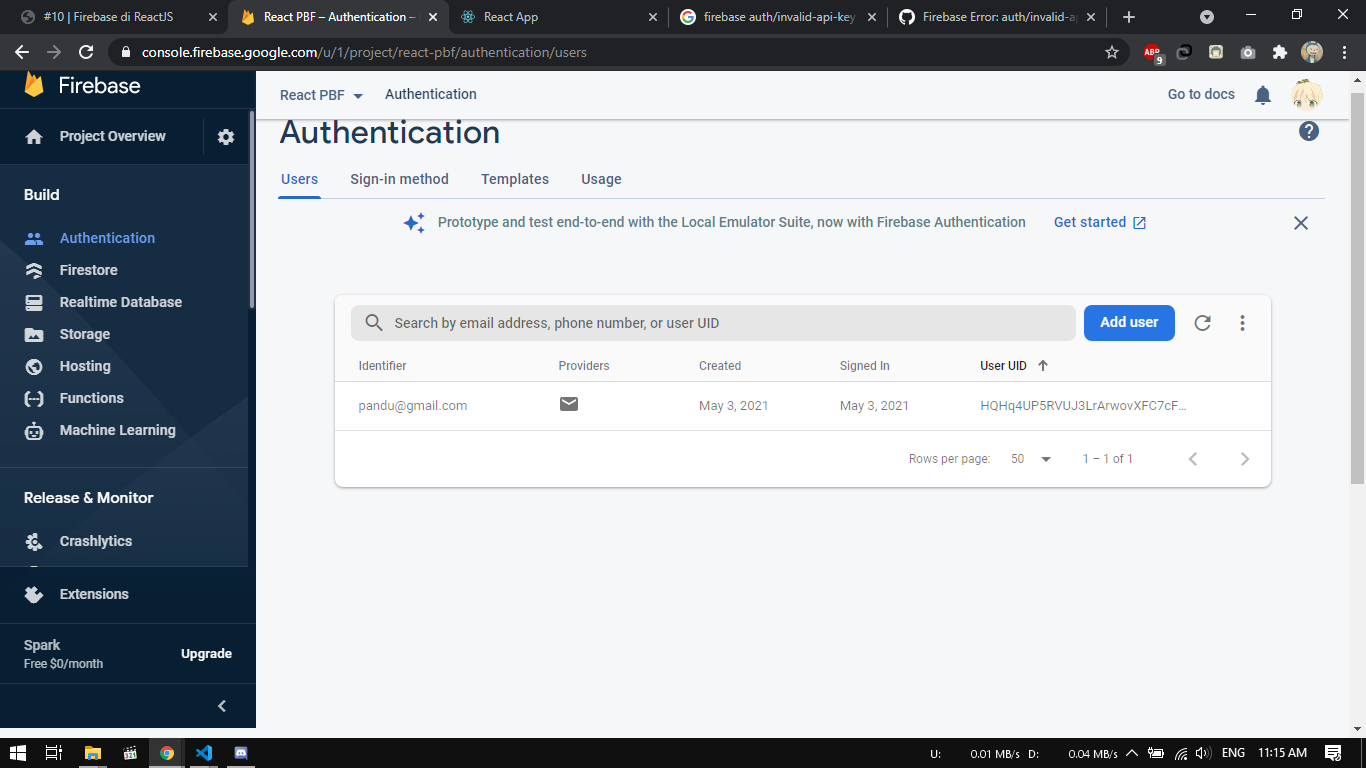 #10 | Firebase di ReactJS
React PBF – Authentication –
React App
firebase auth/invalid-api-key
Firebase Error: auth/invalid-a
console.firebase.google.com/u/1/project/react-pbf/authentication/users
ABP
9
Firebase
React PBF
Authentication
Go to docs
Project Overview
Authentication
Build
Users
Sign-in method
Templates
Usage
Prototype and test end-to-end with the Local Emulator Suite, now with Firebase Authentication
Get started
Authentication
Firestore
Realtime Database
Storage
Hosting
Functions
Machine Learning
Search by email address, phone number, or user UID
Add user
Identifier
Providers
Created
Signed In
User UID
pandu@gmail.com
May 3, 2021
May 3, 2021
HQHq4UP5RVUJ3LrArwovXFC7cF...
Rows per page:
50
1 – 1 of 1
Release & Monitor
Crashlytics
Extensions
Spark
Free $0/month
Upgrade
U:
0.01 MB/s
D:
0.04 MB/s
ENG
11:15 AM